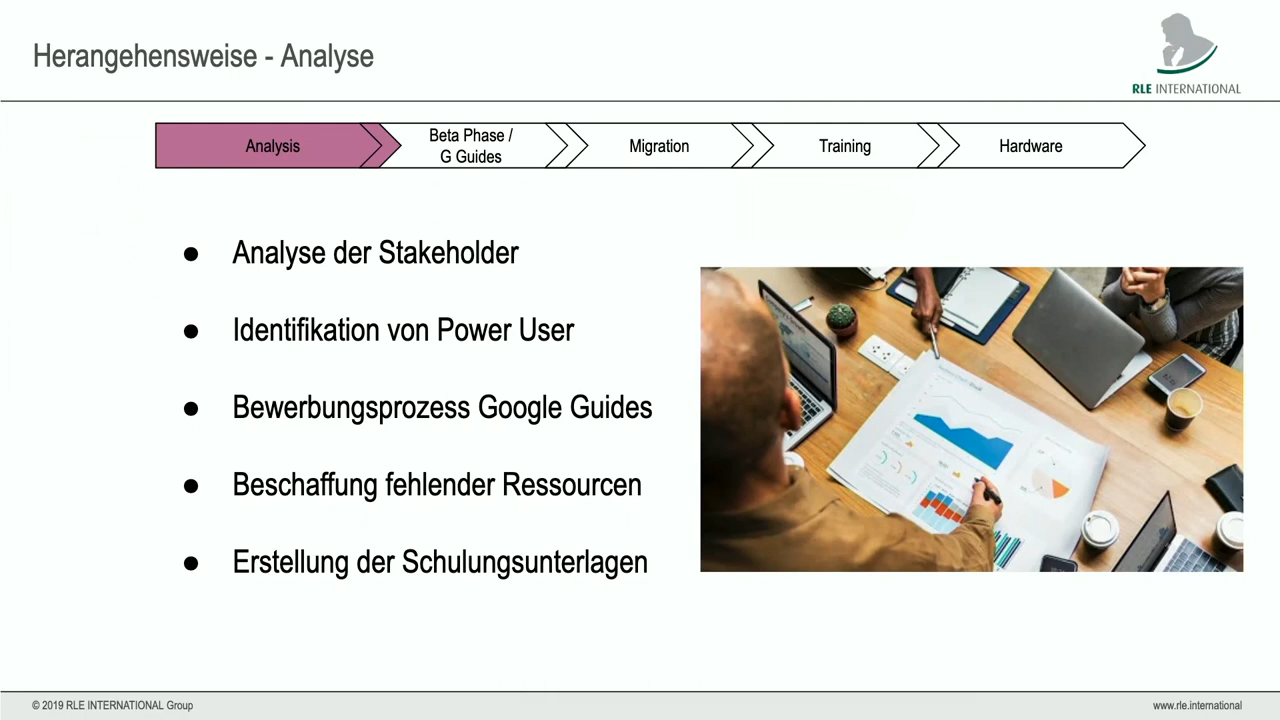 Herangehensweise - Analyse
RLE INTERNATIONAL
Analysis
Beta Phase /
G Guides
Migration
Training
Hardware
● Analyse der Stakeholder
● Identifikation von Power User
● Bewerbungsprozess Google Guides
● Beschaffung fehlender Ressourcen
● Erstellung der Schulungsunterlagen
© 2019 RLE INTERNATIONAL Group
www.rle.international